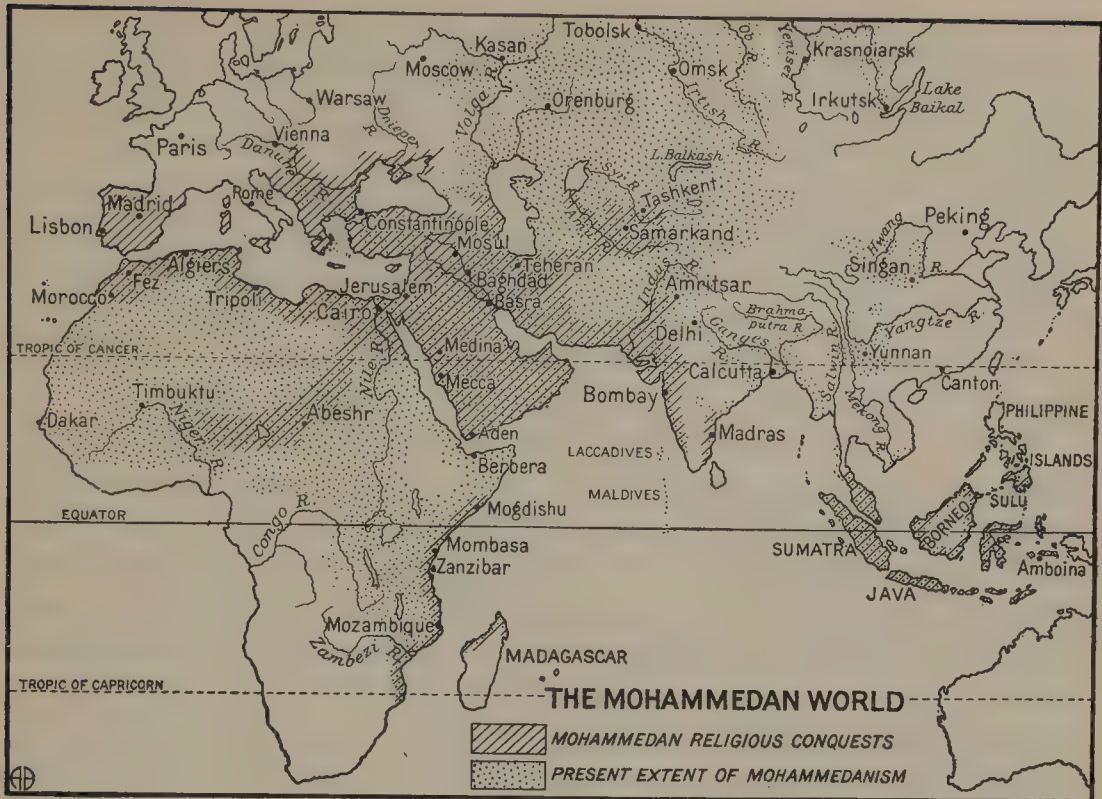 Tobolsk
Ob R.
Yenisei R.
Kasan
Krasnoiarsk
Moscow
Omsk
Lake
Baikal
Volga R.
Orenburg
Irtish
R.
Irkutsk
Warsaw
Dnieper
R.
Vienna
Paris
Danube
R.
L. Balkash
Syr R.
Tashkent
Rome
Madrid
Amu R.
Lisbon
Constantinople
Samarkand
Hwang
R.
Peking
Mosul
Algiers
Teheran
Singan
Fez
Jerusalem
Baghdad
Indus
R.
Amritsar
Morocco
Tripoli
Cairo
Basra
Brahma
putra R
Delhi
Ganges
R.
Salwin R.
Yangtze R
TROPIC OF CANCER
Nile R.
Medina
Yunnan
Calcutta
Mecca
Canton
Timbuktu
Bombay
Mekong R.
PHILIPPINE
ISLANDS
Niger
R.
Abeshr
Dakar
Aden
Madras
Berbera
LACCADIVES
MALDIVES
SULU
Mogdishu
EQUATOR
Congo R.
BORNEO
Mombasa
SUMATRA
Zanzibar
Amboina
JAVA
Mozambique
Zambezi R.
MADAGASCAR
TROPIC OF CAPRICORN
THE MOHAMMEDAN WORLD
MOHAMMEDAN RELIGIOUS CONQUESTS
PRESENT EXTENT OF MOHAMMEDANISM